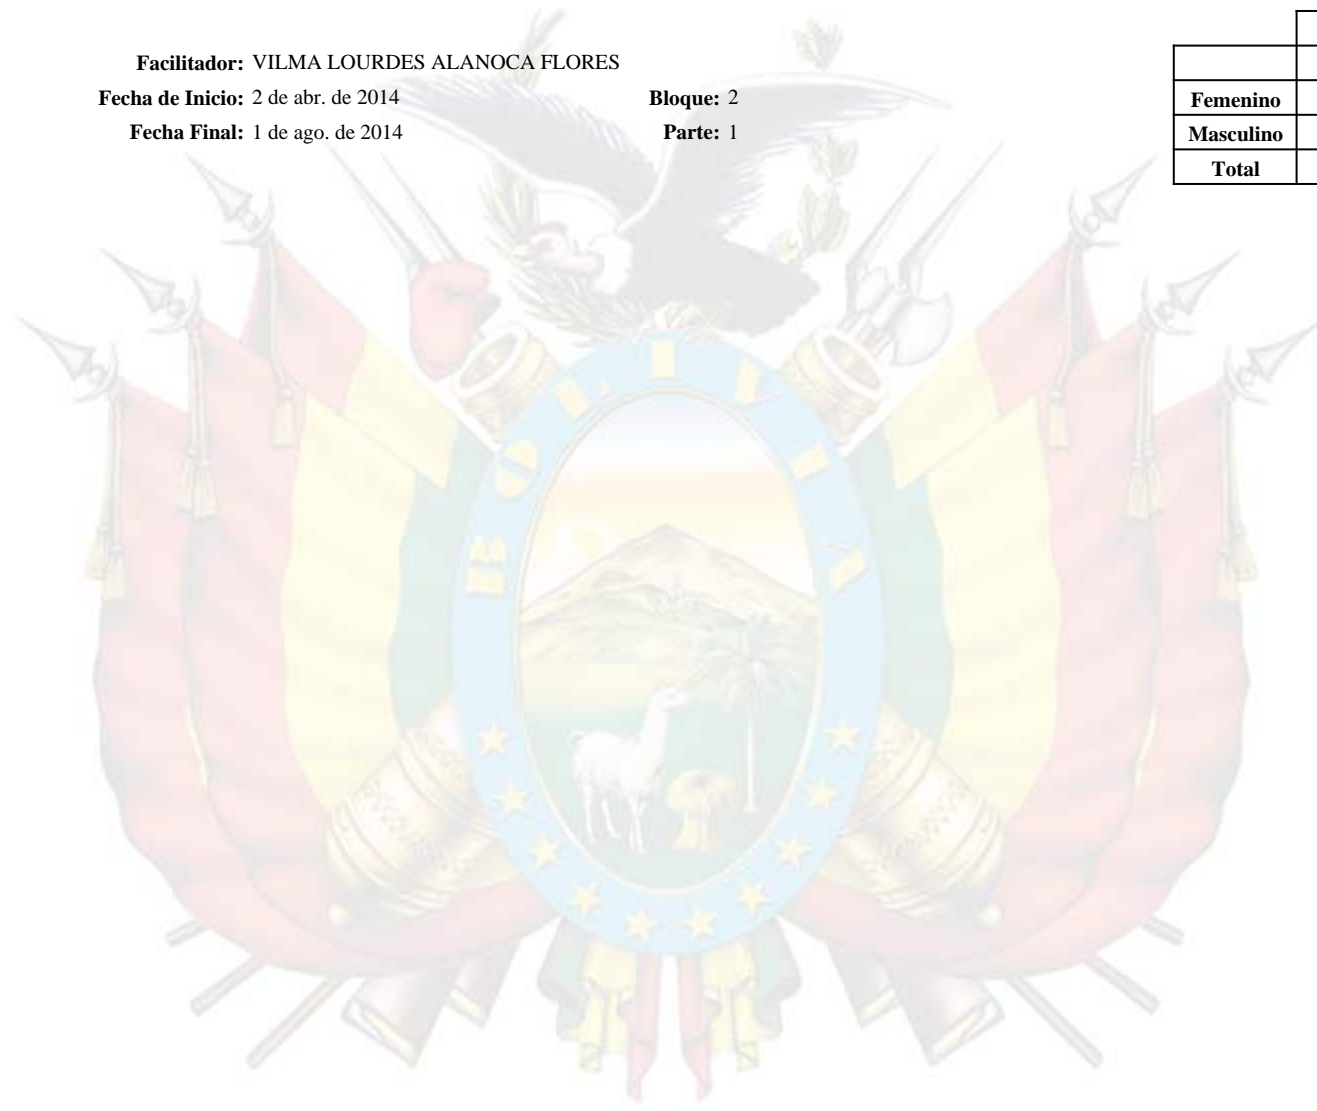 Facilitador: VILMA LOURDES ALANOCA FLORES
Fecha de Inicio: 2 de abr. de 2014 Bloque: 2
Fecha Final: 1 de ago. de 2014 Parte: 1
Femenino
Masculino
Total
BOLIVIA